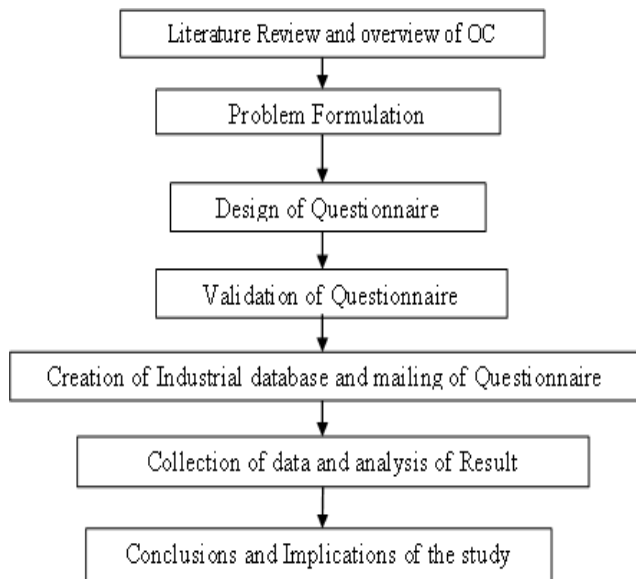 Literature Review and overview of OC
Problem Formulation
Design of Questionnaire
Validation of Questionnaire
Creation of Industrial database and mailing of Questionnaire
Collection of data and analysis of Result
Conclusions and Implications of the study